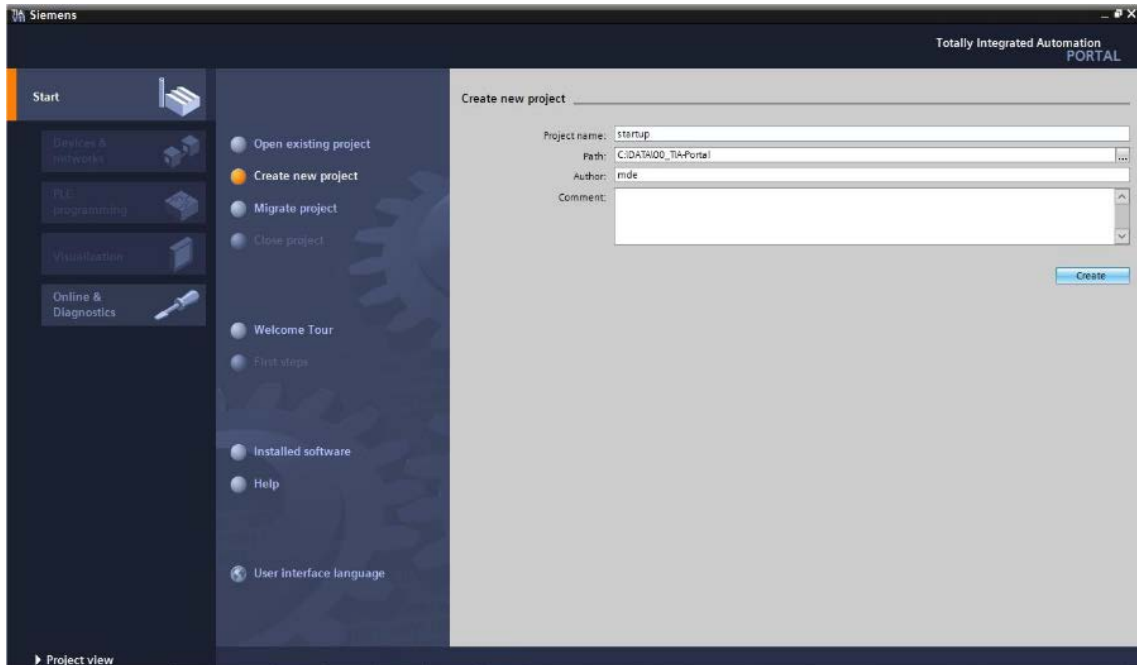 Siemens
Totally Integrated Automation
PORTAL
Start
Devices &
networks
PLC
programming
Visualization
Online &
Diagnostics
Open existing project
Create new project
Migrate project
Close project
Welcome Tour
First steps
Installed software
Help
User interface language
Create new project
Project name: startup
Path: C:\DATA\00_TIA-Portal
...
Author: mde
Comment:
Create
Project view